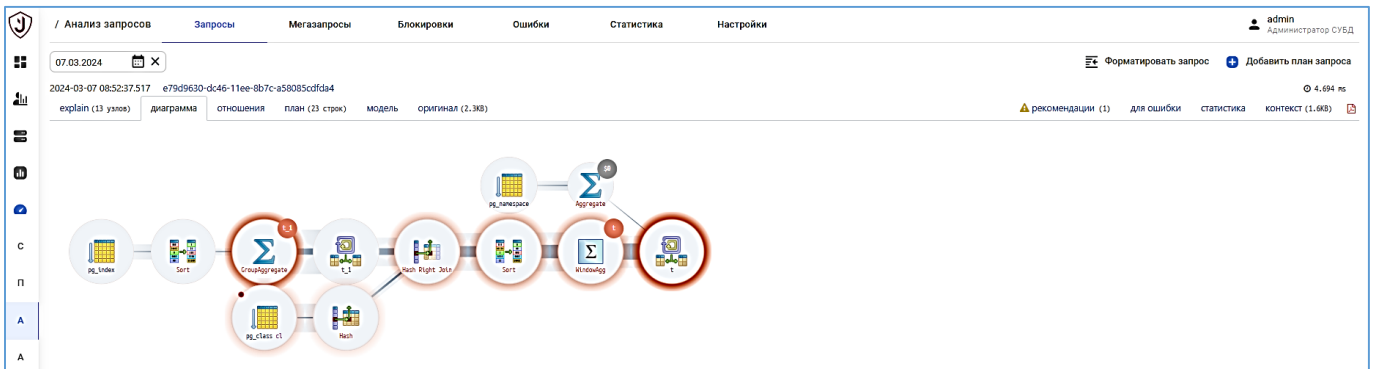 / Анализ запросов Запросы Мегазапросы Блокировки Ошибки Статистика Настройки admin
Администратор СУБД
07.03.2024 Форматировать запрос Добавить план запроса
2024-03-07 08:52:37.517 e79d9630-dc46-11ee-8b7c-a58085cdfda4 4.694 ms
explain (13 узлов) диаграмма отношения план (23 строк) модель оригинал (2.3KB) рекомендации (1) для ошибки статистика контекст (1.6KB)
$0
pg_namespace Aggregate
t_1 t
pg_index Sort GroupAggregate t_1 Hash Right Join Sort WindowAgg t
pg_class cl Hash
С
П
А
А